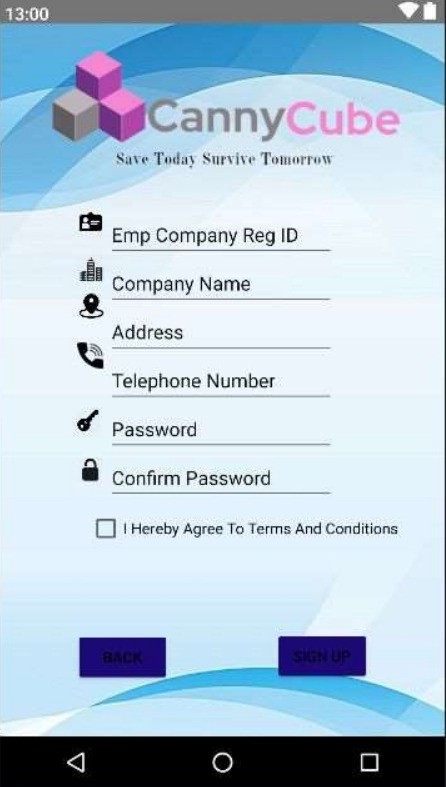 13:00
CannyCube
Save Today Survive Tomorrow
Emp Company Reg ID
Company Name
Address
Telephone Number
Password
Confirm Password
I Hereby Agree To Terms And Conditions
BACK
SIGN UP